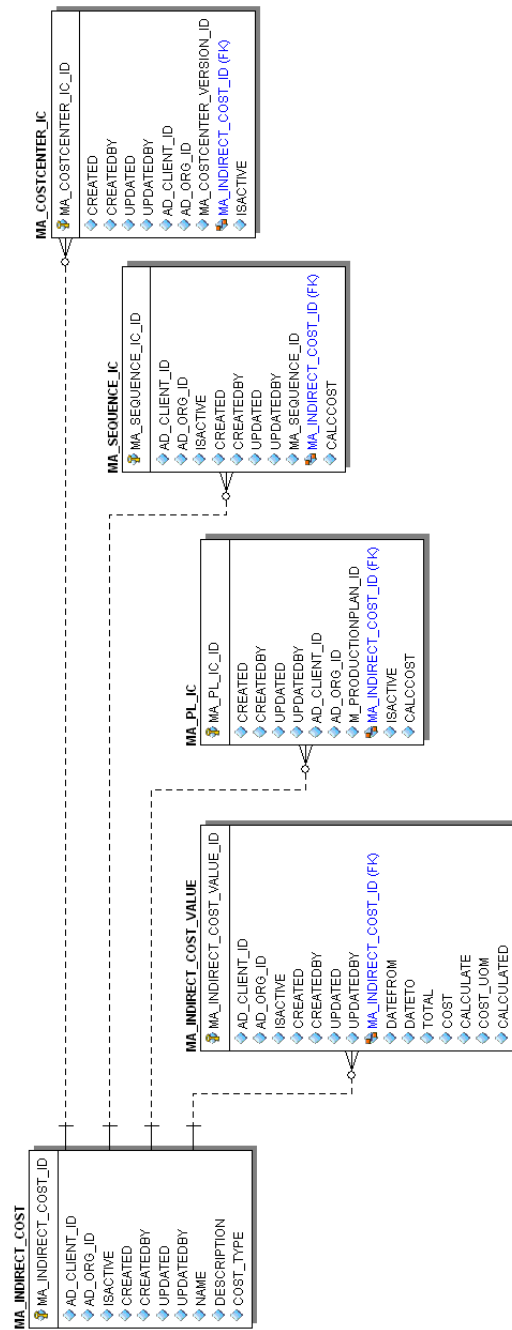 MA_INDIRECT_COST
MA_INDIRECT_COST_ID
AD_CLIENT_ID
AD_ORG_ID
ISACTIVE
CREATED
CREATEDBY
UPDATED
UPDATEDBY
NAME
DESCRIPTION
COST_TYPE
MA_INDIRECT_COST_VALUE
MA_INDIRECT_COST_VALUE_ID
AD_CLIENT_ID
AD_ORG_ID
ISACTIVE
CREATED
CREATEDBY
UPDATED
UPDATEDBY
MA_INDIRECT_COST_ID (FK)
DATEFROM
DATETO
TOTAL
COST
CALCULATE
COST_UOM
CALCULATED
MA_PL_IC
MA_PL_IC_ID
CREATED
CREATEDBY
UPDATED
UPDATEDBY
AD_CLIENT_ID
AD_ORG_ID
M_PRODUCTIONPLAN_ID
MA_INDIRECT_COST_ID (FK)
ISACTIVE
CALCCOST
MA_SEQUENCE_IC
MA_SEQUENCE_IC_ID
AD_CLIENT_ID
AD_ORG_ID
ISACTIVE
CREATED
CREATEDBY
UPDATED
UPDATEDBY
MA_SEQUENCE_ID
MA_INDIRECT_COST_ID (FK)
CALCCOST
MA_COSTCENTER_IC
MA_COSTCENTER_IC_ID
CREATED
CREATEDBY
UPDATED
UPDATEDBY
AD_CLIENT_ID
AD_ORG_ID
MA_COSTCENTER_VERSION_ID
MA_INDIRECT_COST_ID (FK)
ISACTIVE